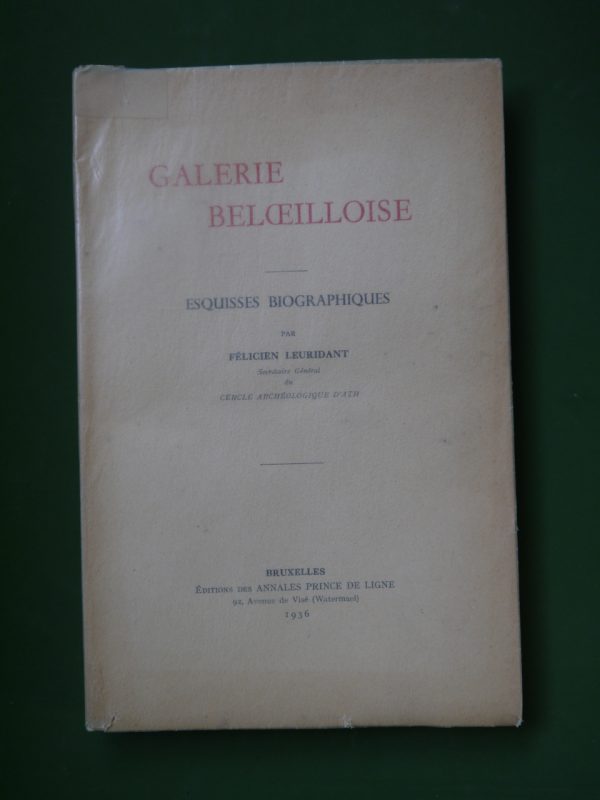 GALERIE
BELŒILLOISE
ESQUISSES BIOGRAPHIQUES
PAR
FÉLICIEN LEURIDANT
Secrétaire Général
du
CERCLE ARCHÉOLOGIQUE D'ATH
BRUXELLES
ÉDITIONS DES ANNALES PRINCE DE LIGNE
92, Avenue de Visé (Watermael)
1936